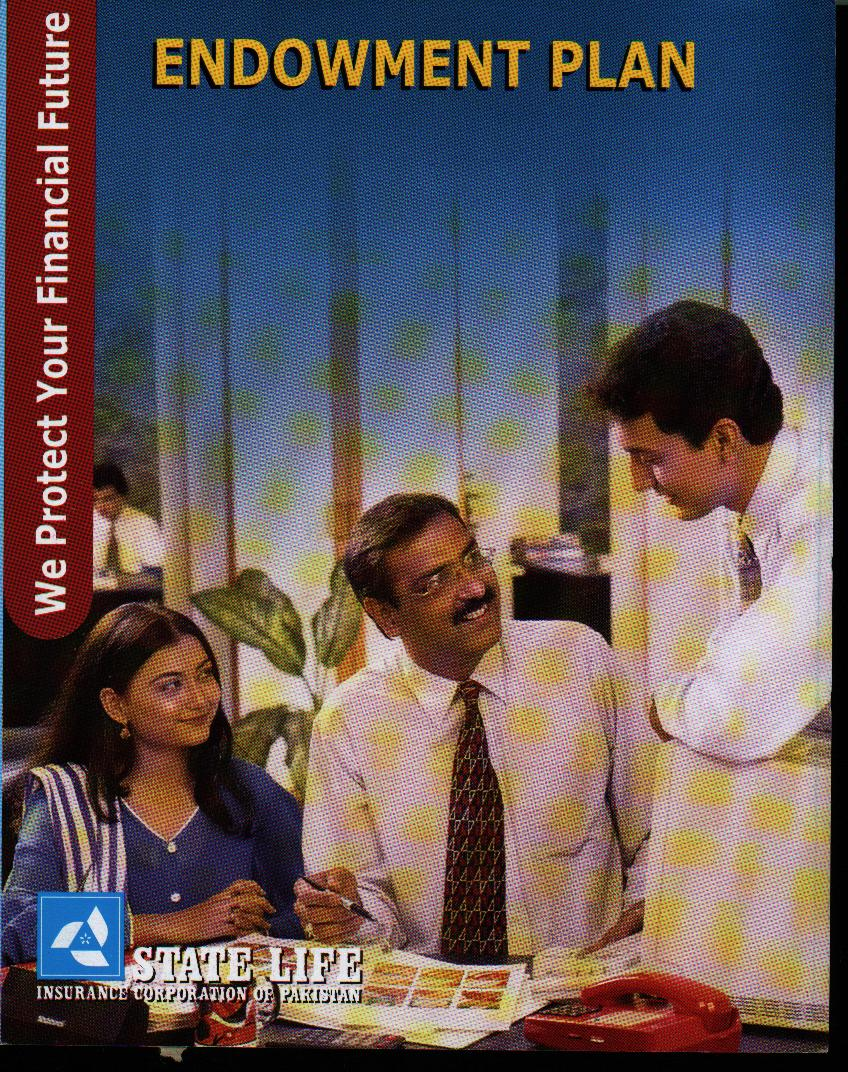 ENDOWMENT PLAN
We Protect Your Financial Future
STATE LIFE
INSURANCE CORPORATION OF PAKISTAN